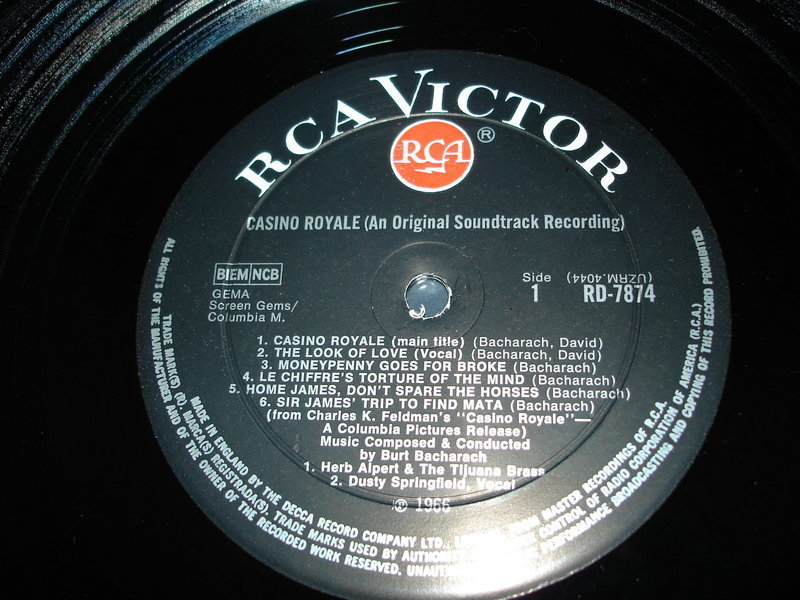 RCA VICTOR
RCA ®
CASINO ROYALE (An Original Soundtrack Recording)
BIEM NCB
GEMA
Screen Gems/
Columbia M.
Side
1
(UZRM.4044)
RD-7874
1. CASINO ROYALE (main title) (Bacharach, David)
2. THE LOOK OF LOVE (Vocal) (Bacharach, David)
3. MONEYPENNY GOES FOR BROKE (Bacharach)
4. LE CHIFFRE'S TORTURE OF THE MIND (Bacharach)
5. HOME JAMES, DON'T SPARE THE HORSES (Bacharach)
6. SIR JAMES' TRIP TO FIND MATA (Bacharach)
(from Charles K. Feldman's "Casino Royale"—
A Columbia Pictures Release)
Music Composed & Conducted
by Burt Bacharach
1. Herb Alpert & The Tijuana Brass
2. Dusty Springfield, Vocal
℗ 1966
MADE IN ENGLAND BY THE DECCA RECORD COMPANY LTD., FROM MASTER RECORDINGS OF R.C.A.
TRADE MARK(S) (R) MARCA(S) REGISTRADA(S). TRADE MARKS USED BY AUTHORITY CONTROL OF RADIO CORPORATION OF AMERICA (R.C.A.)
ALL RIGHTS OF THE MANUFACTURER AND OF THE OWNER OF THE RECORDED WORK RESERVED. PERFORMANCE BROADCASTING AND COPYING OF THIS RECORD PROHIBITED.